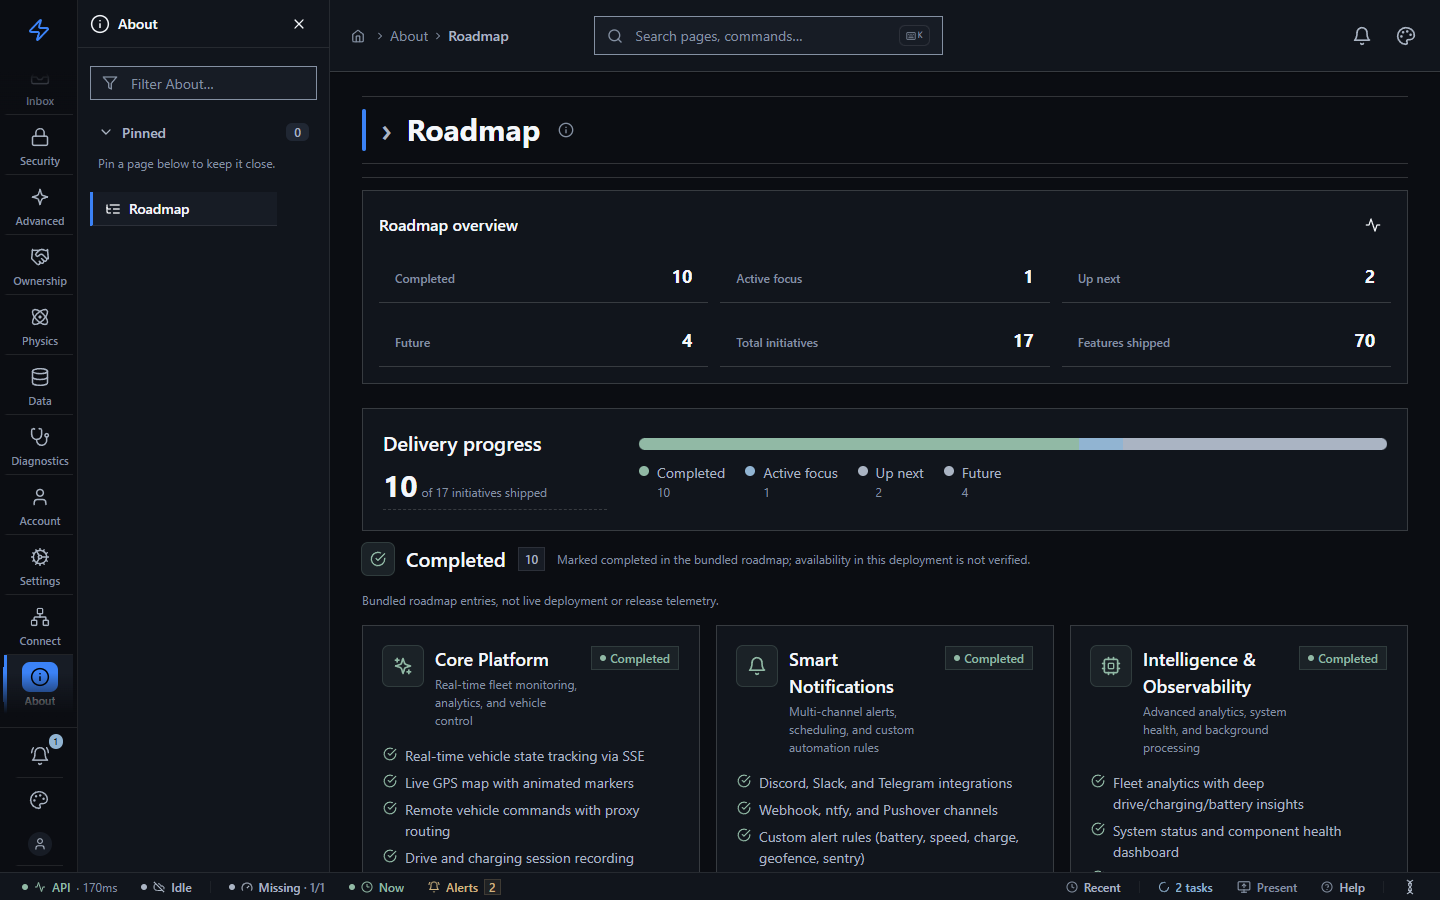 About
Inbox
Security
Advanced
Ownership
Physics
Data
Diagnostics
Account
Settings
Connect
About
1
Filter About...
Pinned
0
Pin a page below to keep it close.
Roadmap
About
Roadmap
Search pages, commands...
K
Roadmap
Roadmap overview
Completed 10
Active focus 1
Up next 2
Future 4
Total initiatives 17
Features shipped 70
Delivery progress
10 of 17 initiatives shipped
Completed Active focus Up next Future
10 1 2 4
Completed 10 Marked completed in the bundled roadmap; availability in this deployment is not verified.
Bundled roadmap entries, not live deployment or release telemetry.
Core Platform
Completed
Real-time fleet monitoring,
analytics, and vehicle
control
Real-time vehicle state tracking via SSE
Live GPS map with animated markers
Remote vehicle commands with proxy
routing
Drive and charging session recording
Smart
Notifications
Completed
Multi-channel alerts,
scheduling, and custom
automation rules
Discord, Slack, and Telegram integrations
Webhook, ntfy, and Pushover channels
Custom alert rules (battery, speed, charge,
geofence, sentry)
Intelligence &
Observability
Completed
Advanced analytics, system
health, and background
processing
Fleet analytics with deep
drive/charging/battery insights
System status and component health
dashboard
API · 170ms
Idle
Missing · 1/1
Now
Alerts 2
Recent
2 tasks
Present
Help